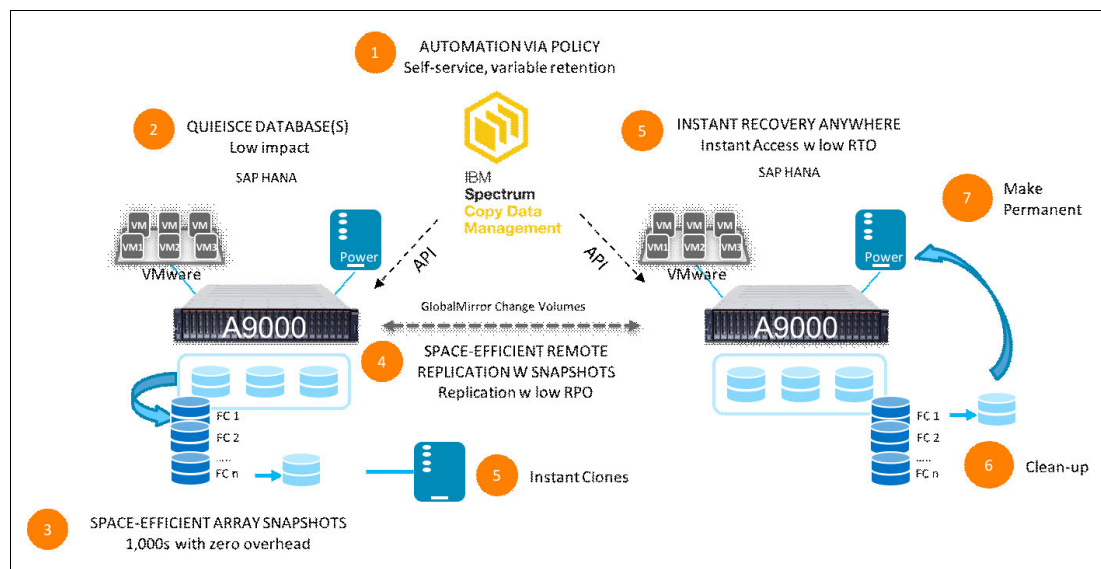 1
AUTOMATION VIA POLICY
Self-service, variable retention
2
QUIEISCE DATABASE(S)
Low impact
SAP HANA
IBM
Spectrum
Copy Data
Management
5
INSTANT RECOVERY ANYWHERE
Instant Access w low RTO
SAP HANA
7
Make
Permanent
VM VM VM
VM1 VM2 VM3
VMware
Power
API
API
VM VM VM
VM1 VM2 VM3
VMware
Power
A9000
GlobalMirror Change Volumes
A9000
4
SPACE-EFFICIENT REMOTE
REPLICATION W SNAPSHOTS
Replication w low RPO
FC 1
FC 2
.....
FC n
5
Instant Clones
FC 1
FC 2
.....
FC n
6
Clean-up
3
SPACE-EFFICIENT ARRAY SNAPSHOTS
1,000s with zero overhead